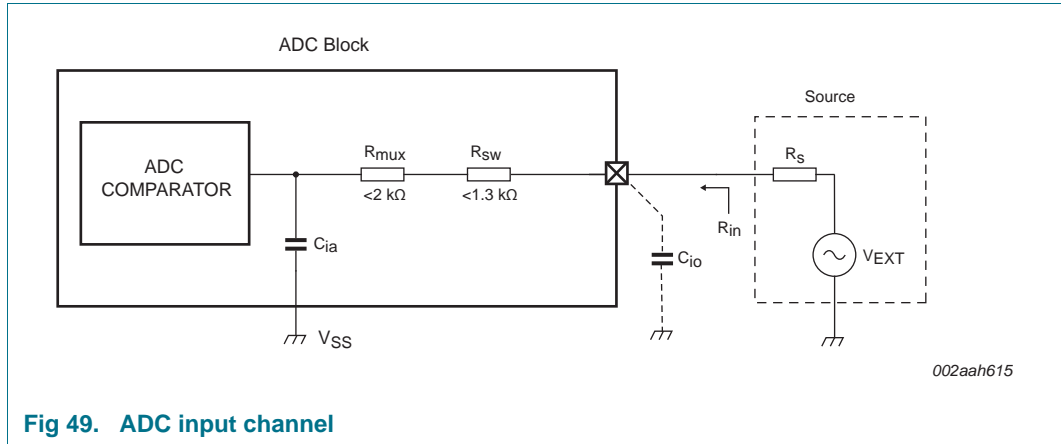 ADC Block
Source
ADC
COMPARATOR
Rmux
<2 kΩ
Rsw
<1.3 kΩ
Rs
Rin
Cia
Cio
VEXT
VSS
002aah615
Fig 49. ADC input channel